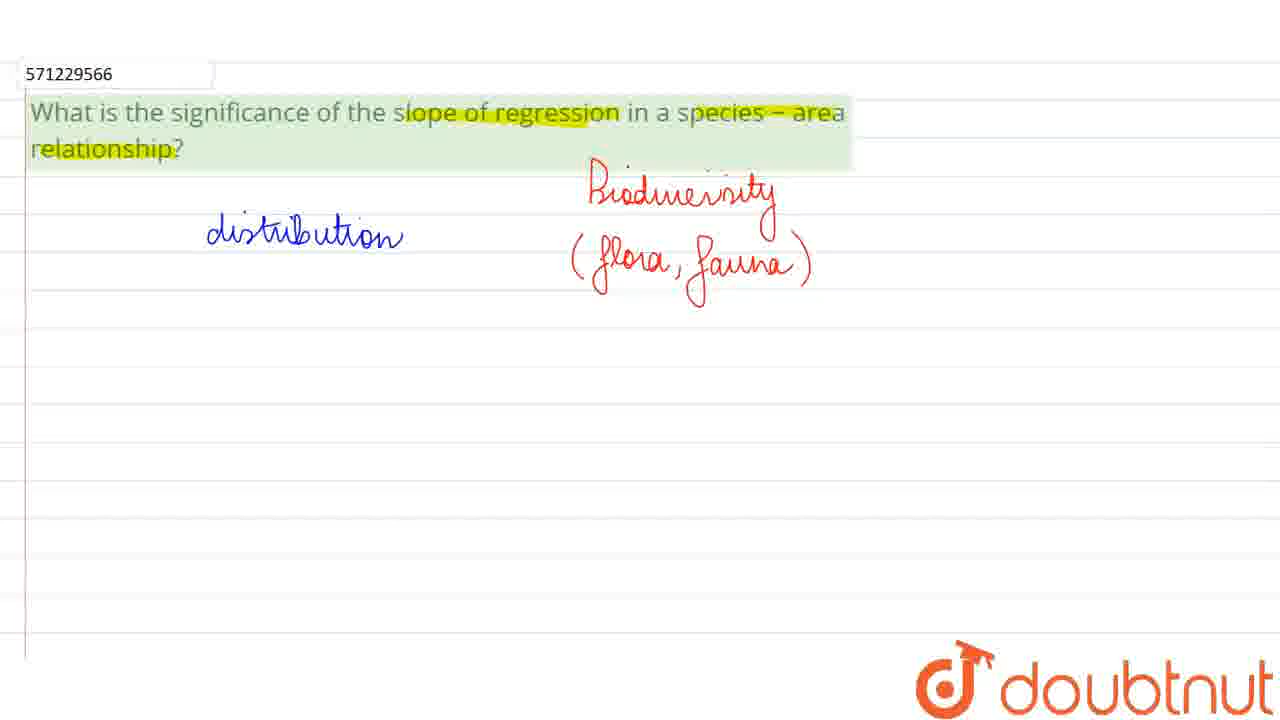 571229566
What is the significance of the slope of regression in a species – area
relationship?
Biodiversity
distribution
(flora, fauna)
doubtnut